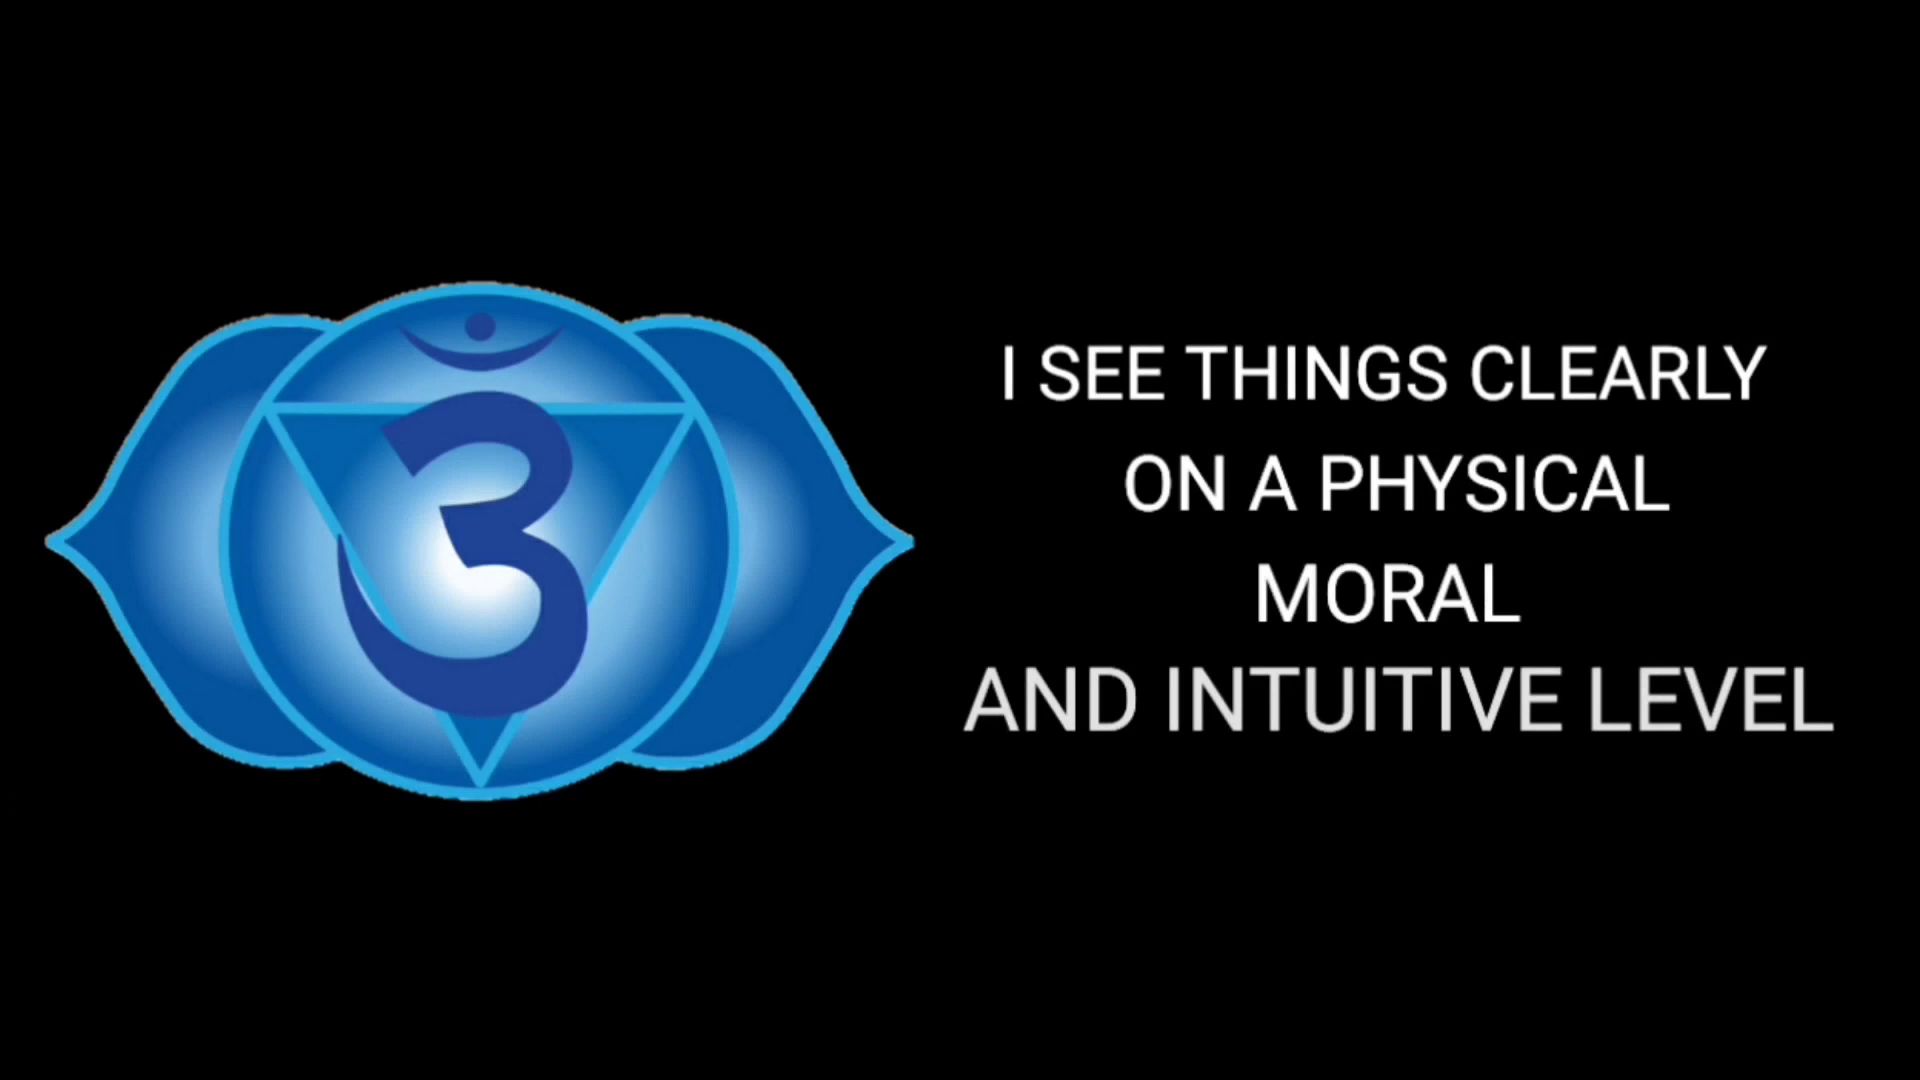 I SEE THINGS CLEARLY
ON A PHYSICAL
MORAL
AND INTUITIVE LEVEL